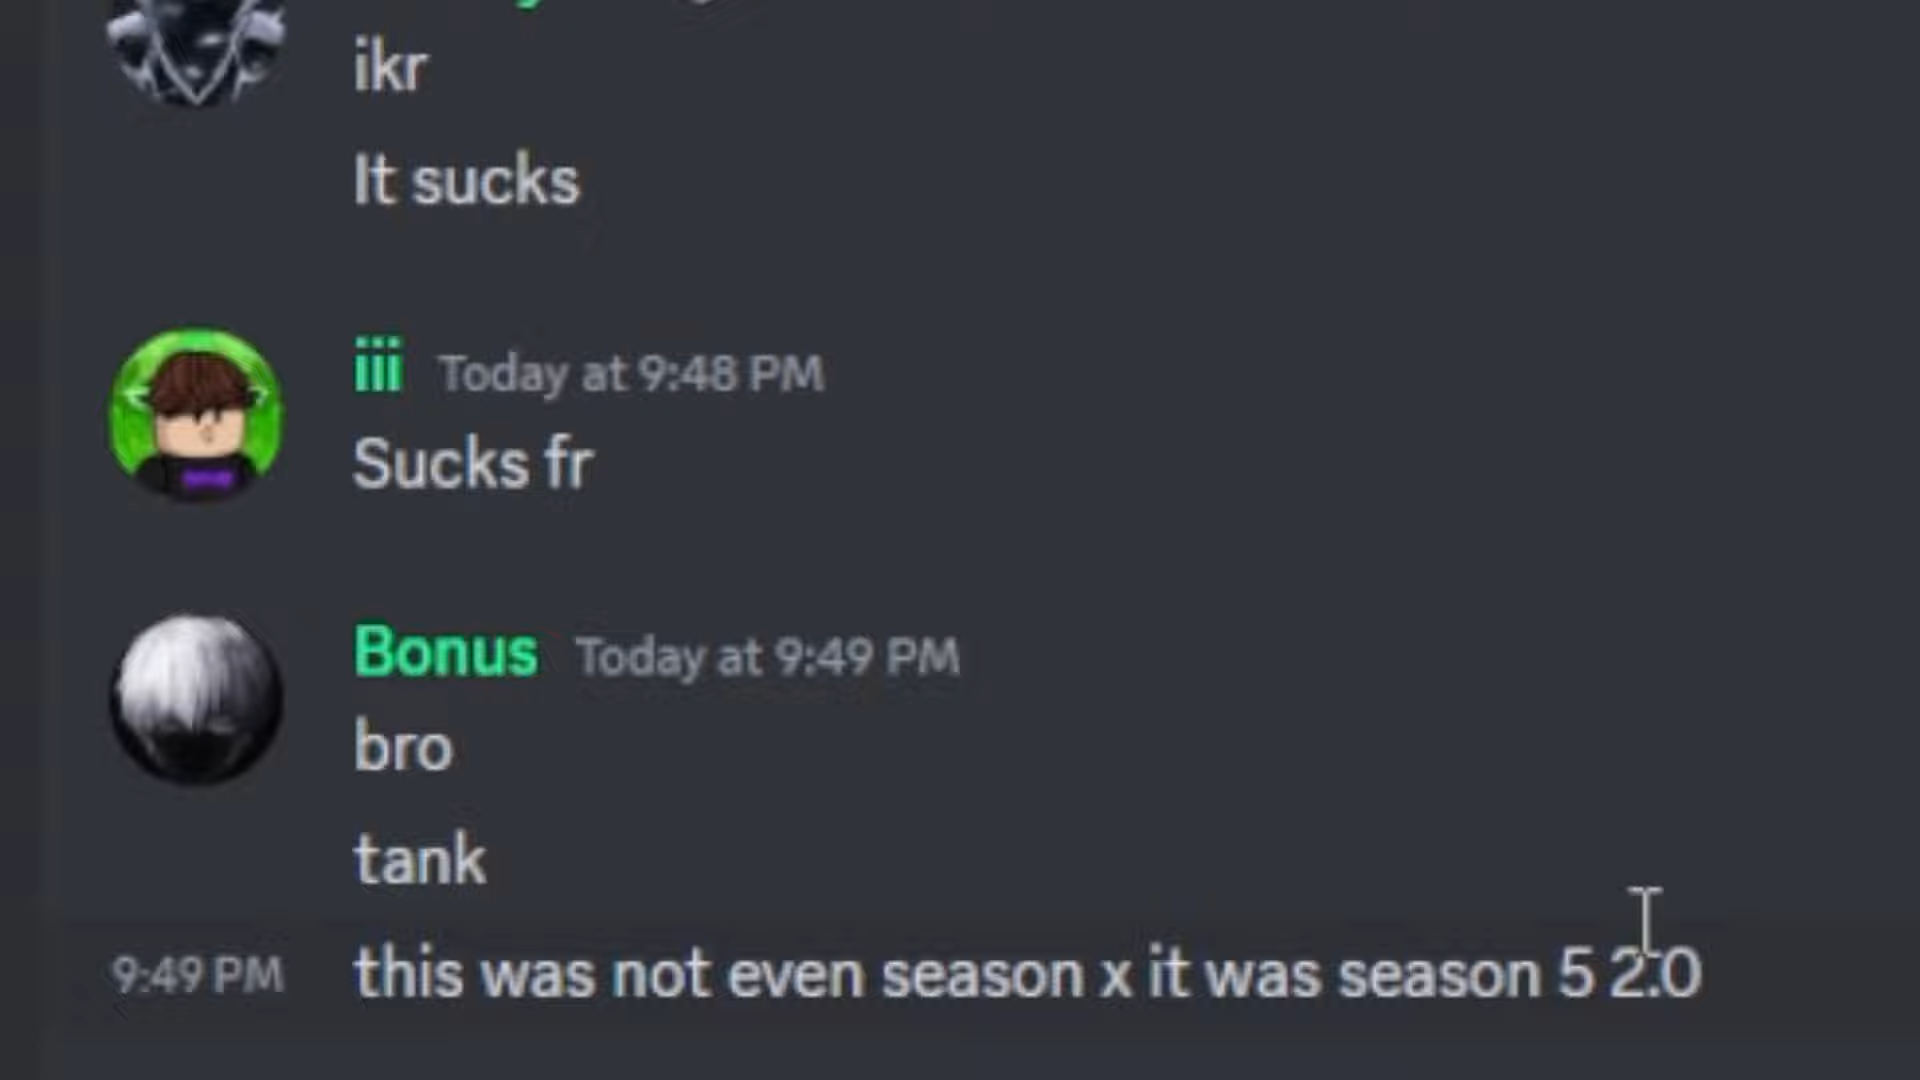 ikr
It sucks
iii Today at 9:48 PM
Sucks fr
Bonus Today at 9:49 PM
bro
tank
9:49 PM this was not even season x it was season 5 2.0